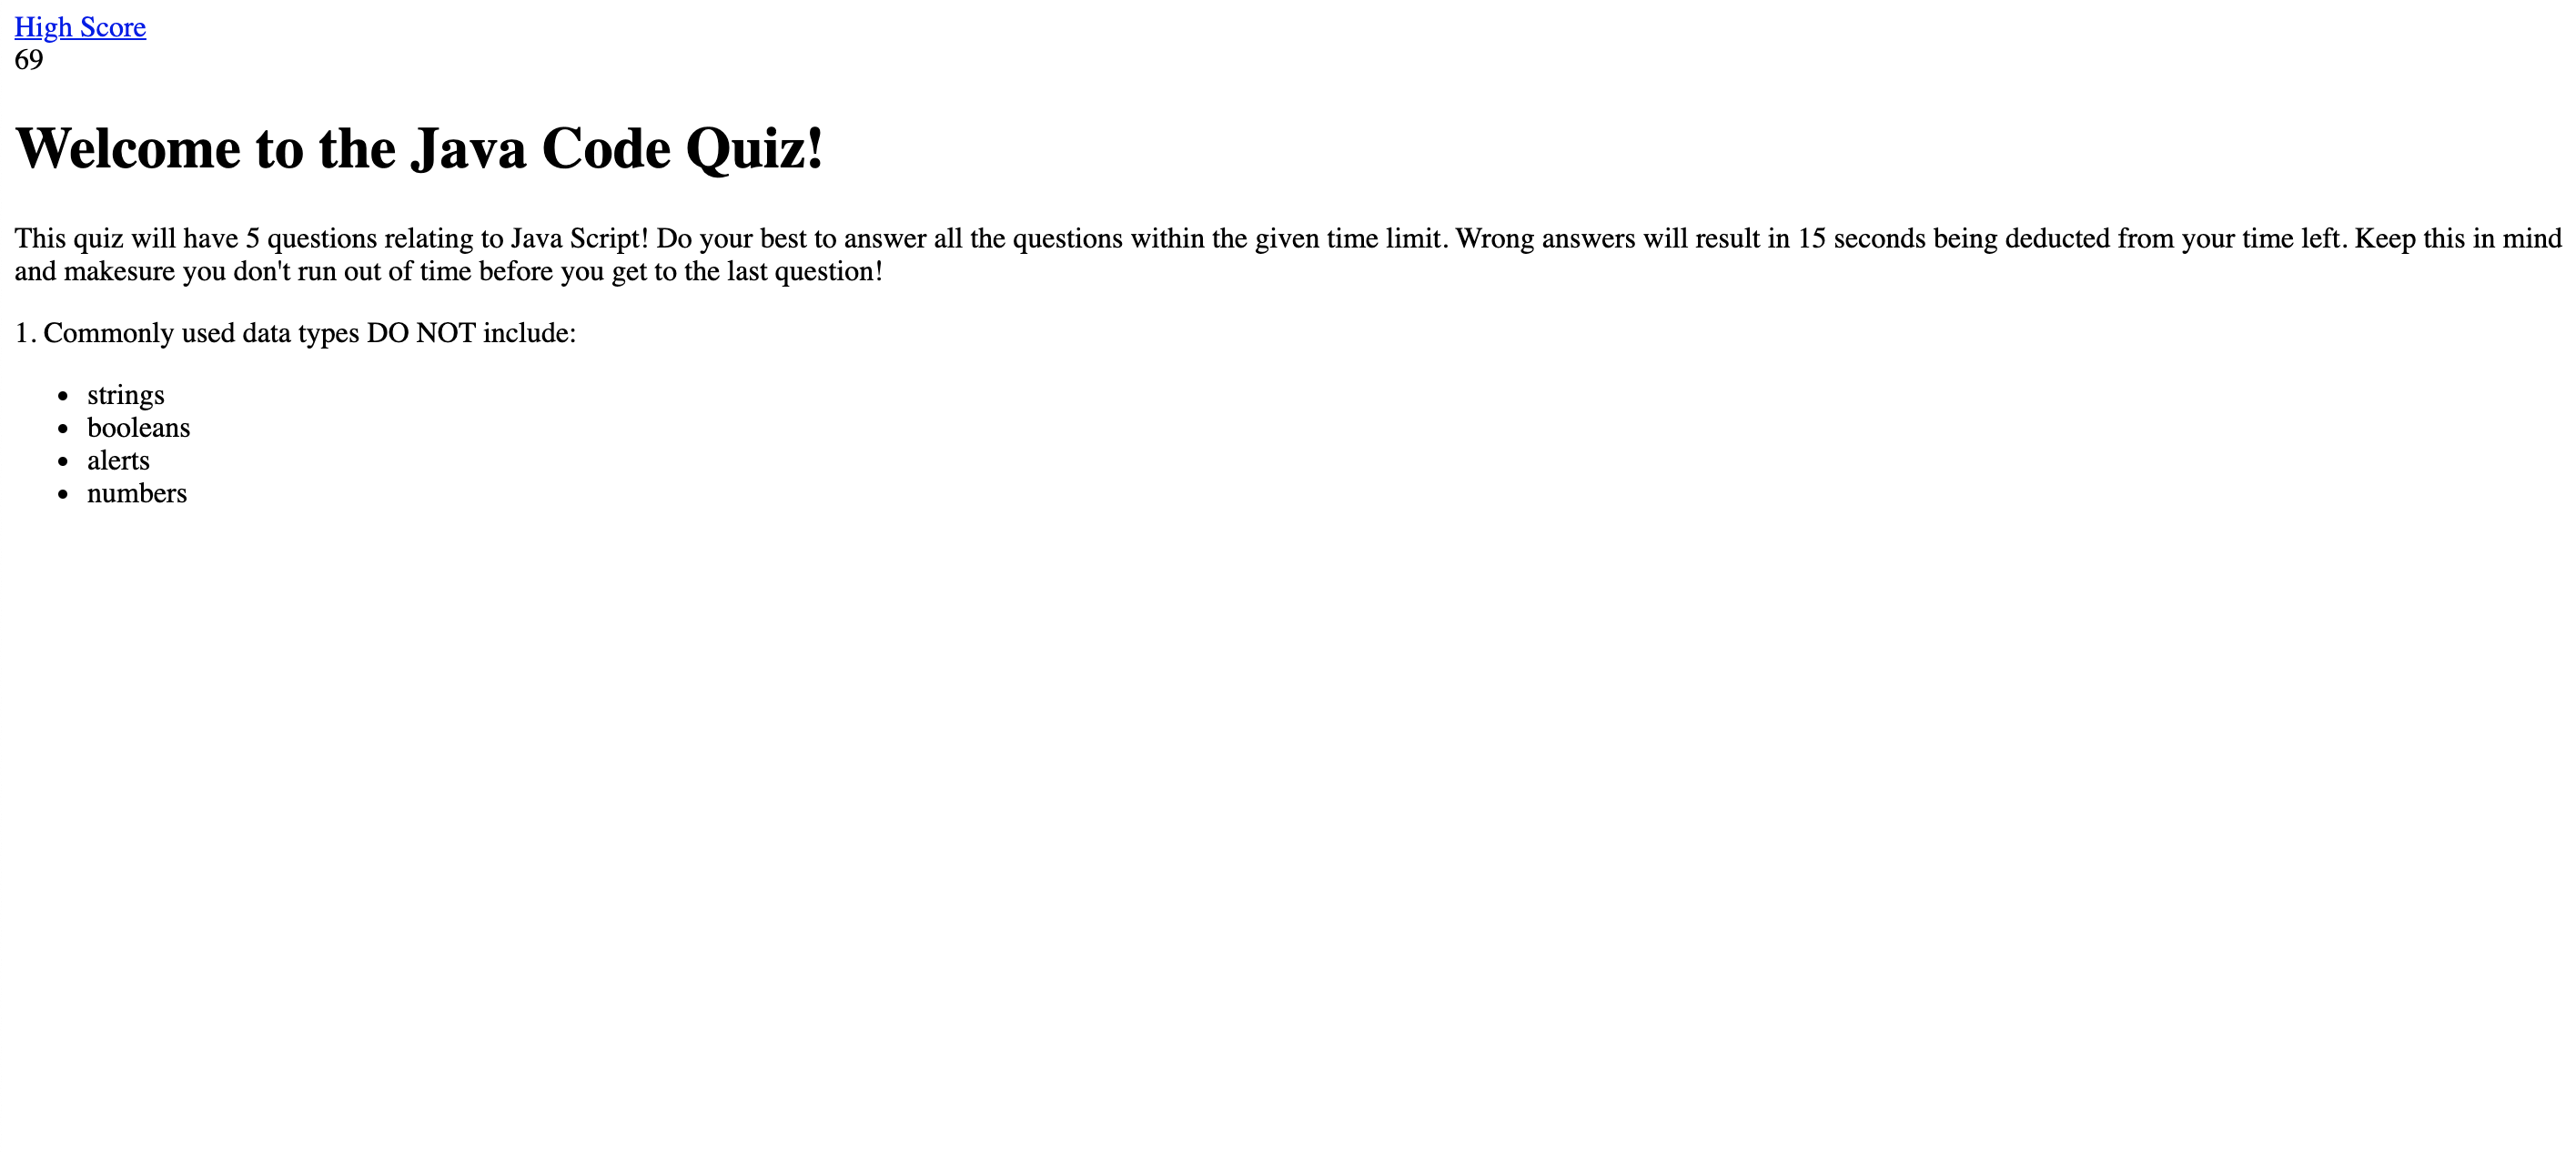 High Score
69
Welcome to the Java Code Quiz!
This quiz will have 5 questions relating to Java Script! Do your best to answer all the questions within the given time limit. Wrong answers will result in 15 seconds being deducted from your time left. Keep this in mind
and makesure you don't run out of time before you get to the last question!
1. Commonly used data types DO NOT include:
• strings
• booleans
• alerts
• numbers